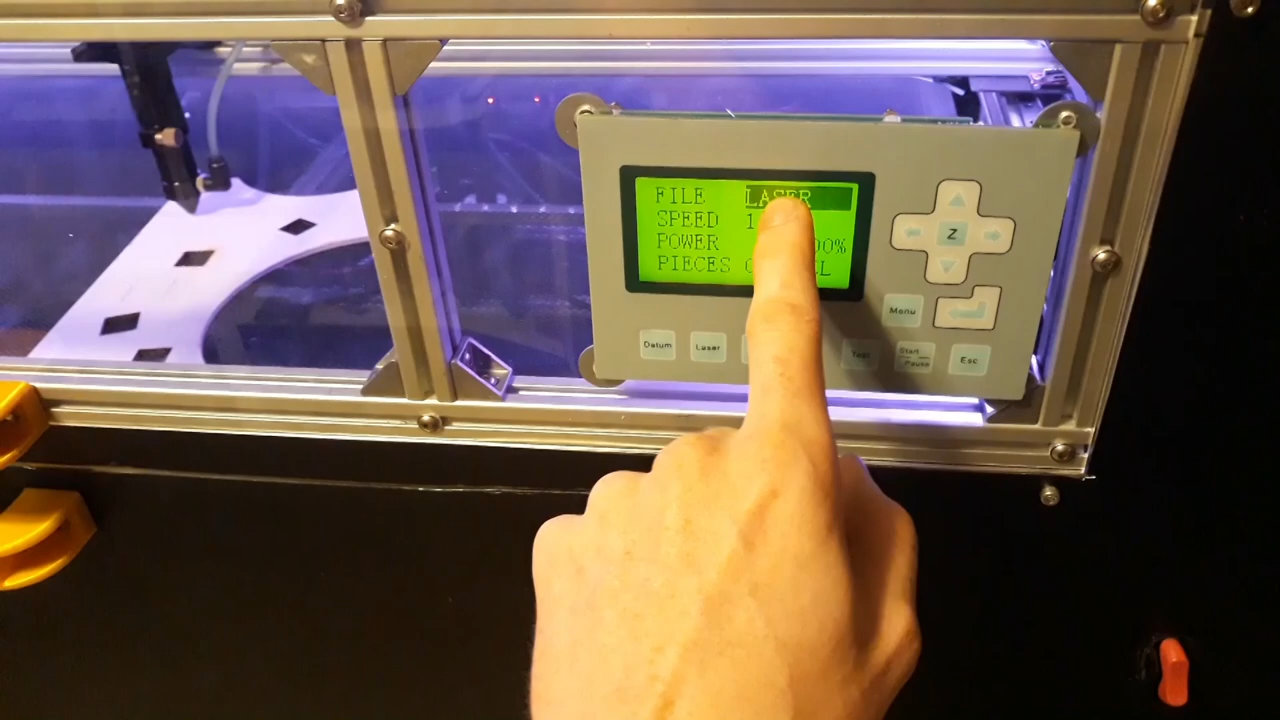 FILE LASER
SPEED 1
POWER 00%
PIECES
Z
Menu
Datum
Laser
Test
Start
Pause
Esc